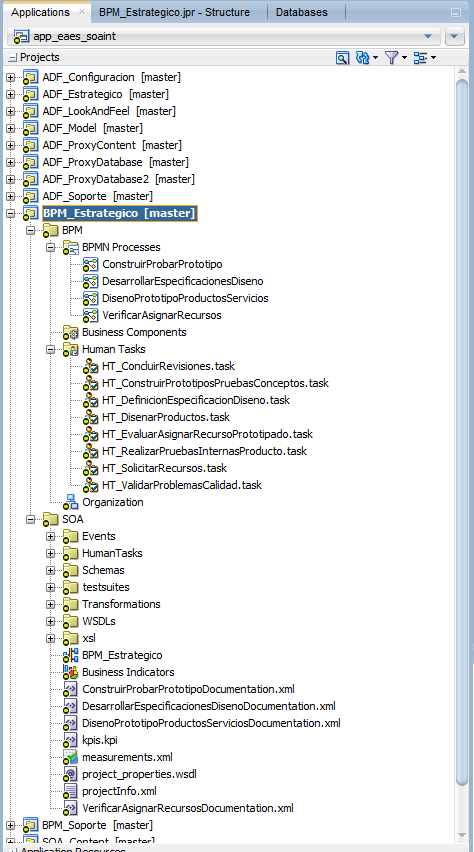 Applications BPM_Estrategico.jpr - Structure Databases
app_eaes_soaint
Projects
ADF_Configuracion [master]
ADF_Estrategico [master]
ADF_LookAndFeel [master]
ADF_Model [master]
ADF_ProxyContent [master]
ADF_ProxyDatabase [master]
ADF_ProxyDatabase2 [master]
ADF_Soporte [master]
BPM_Estrategico [master]
BPM
BPMN Processes
ConstruirProbarPrototipo
DesarrollarEspecificacionesDiseno
DisenoPrototipoProductosServicios
VerificarAsignarRecursos
Business Components
Human Tasks
HT_ConcluirRevisiones.task
HT_ConstruirPrototiposPruebasConceptos.task
HT_DefinicionEspecificacionDiseno.task
HT_DisenarProductos.task
HT_EvaluarAsignarRecursoPrototipado.task
HT_RealizarPruebasInternasProducto.task
HT_SolicitarRecursos.task
HT_ValidarProblemasCalidad.task
Organization
SOA
Events
HumanTasks
Schemas
testsuites
Transformations
WSDLs
xsl
BPM_Estrategico
Business Indicators
ConstruirProbarPrototipoDocumentation.xml
DesarrollarEspecificacionesDisenoDocumentation.xml
DisenoPrototipoProductosServiciosDocumentation.xml
kpis.kpi
measurements.xml
project_properties.wsdl
projectInfo.xml
VerificarAsignarRecursosDocumentation.xml
BPM_Soporte [master]
SOA_Content [master]
Application Resources